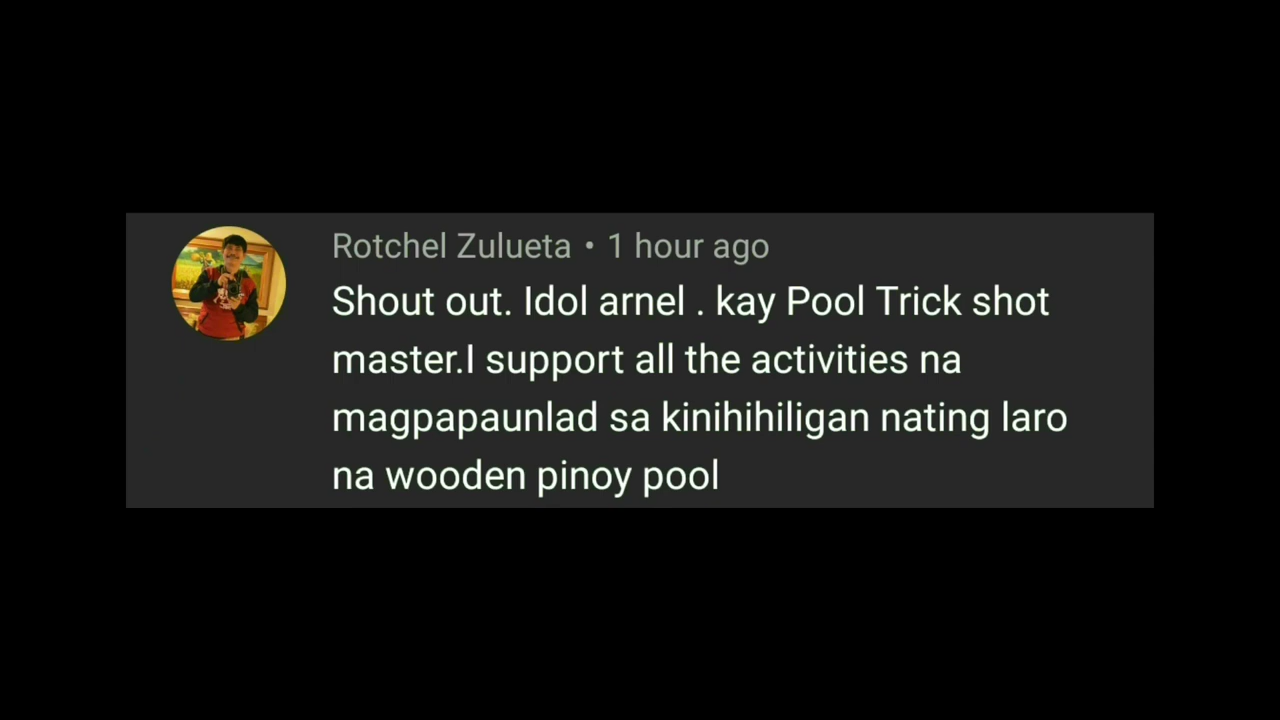 Rotchel Zulueta • 1 hour ago
Shout out. Idol arnel . kay Pool Trick shot
master.I support all the activities na
magpapaunlad sa kinihihiligan nating laro
na wooden pinoy pool